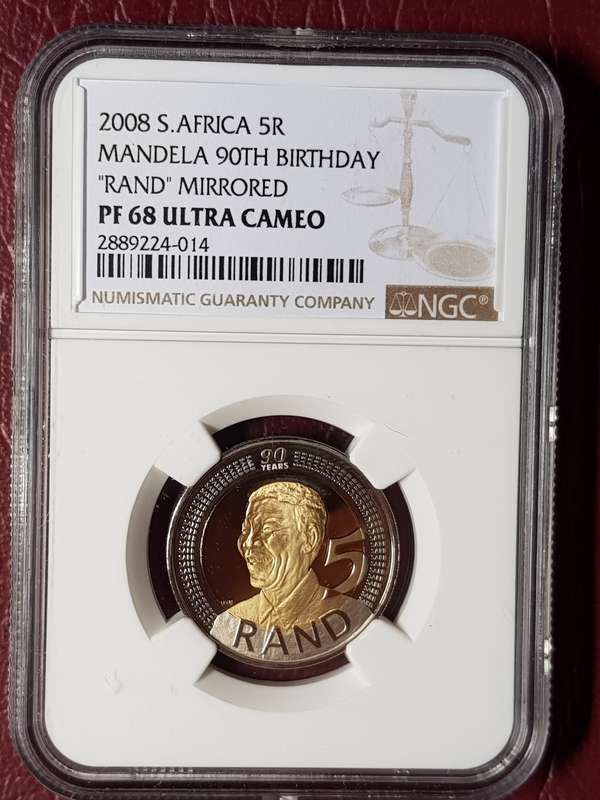 2008 S.AFRICA 5R
MANDELA 90TH BIRTHDAY
"RAND" MIRRORED
PF 68 ULTRA CAMEO
2889224-014
NUMISMATIC GUARANTY COMPANY NGC®
90
YEARS
5
RAND